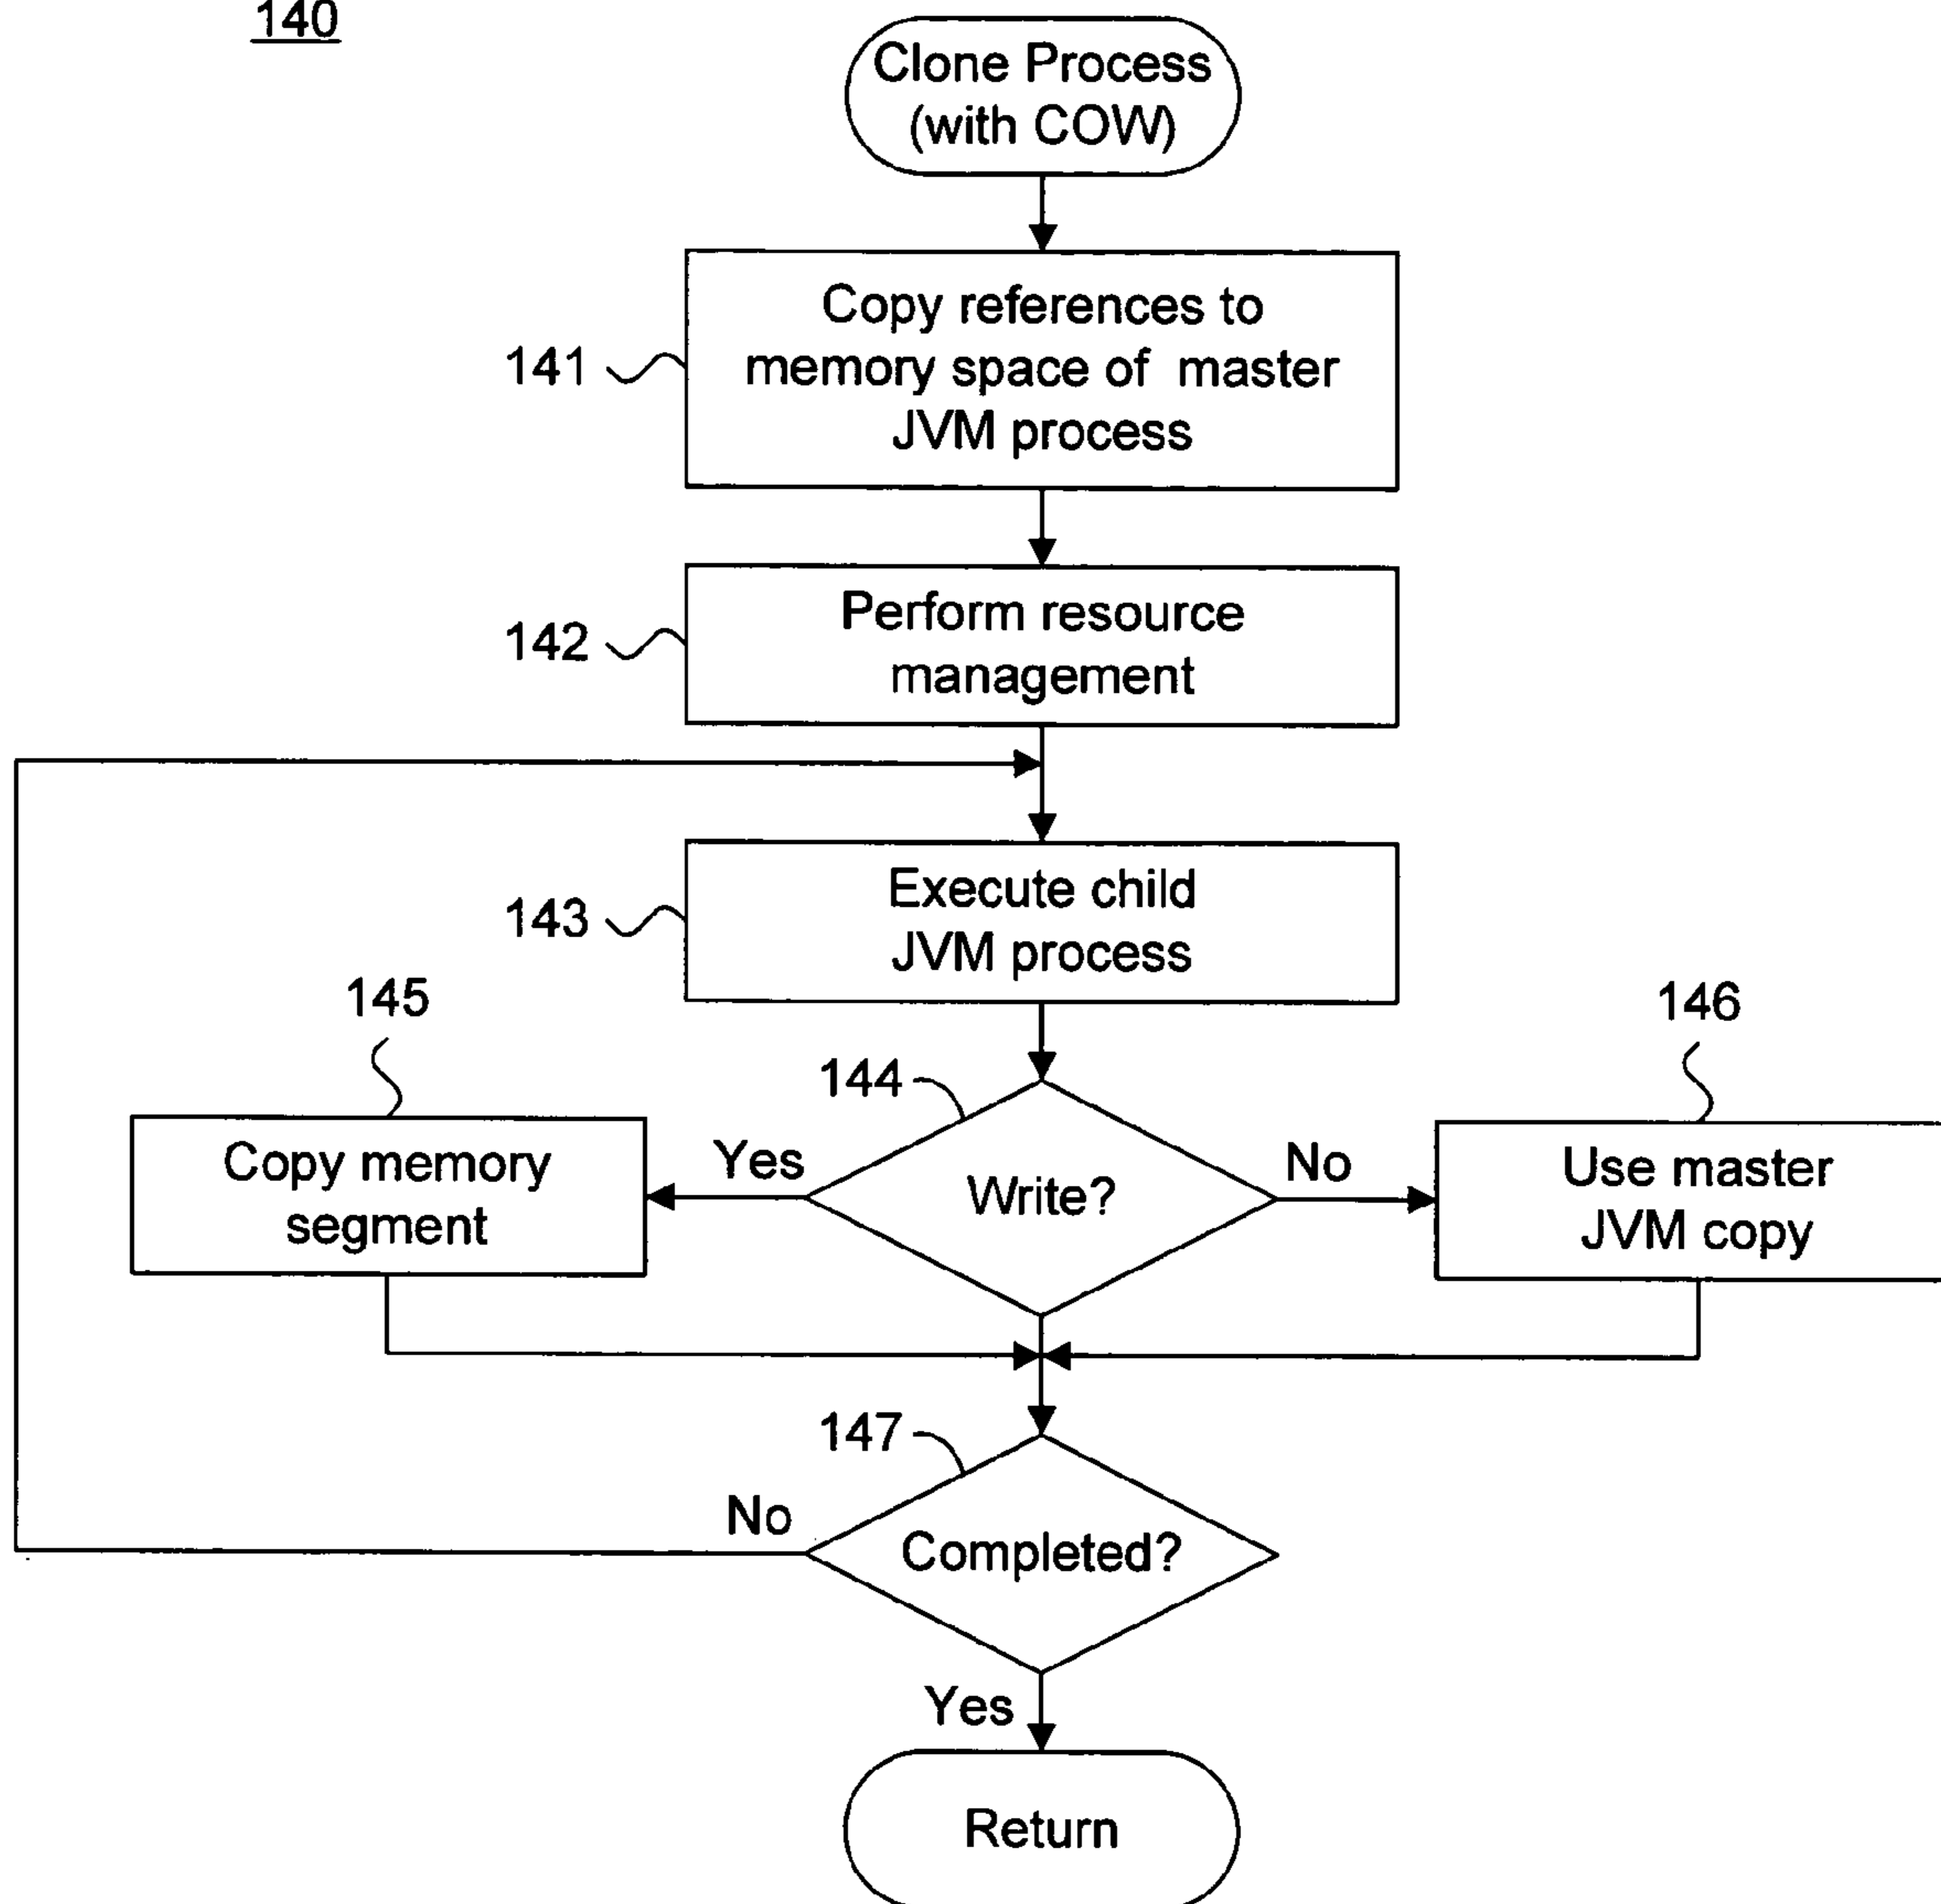 140
Clone Process
(with COW)
Copy references to
memory space of master
JVM process
141
Perform resource
management
142
Execute child
JVM process
143
145
146
144
Copy memory
segment
Yes
Write?
No
Use master
JVM copy
147
No
Completed?
Yes
Return